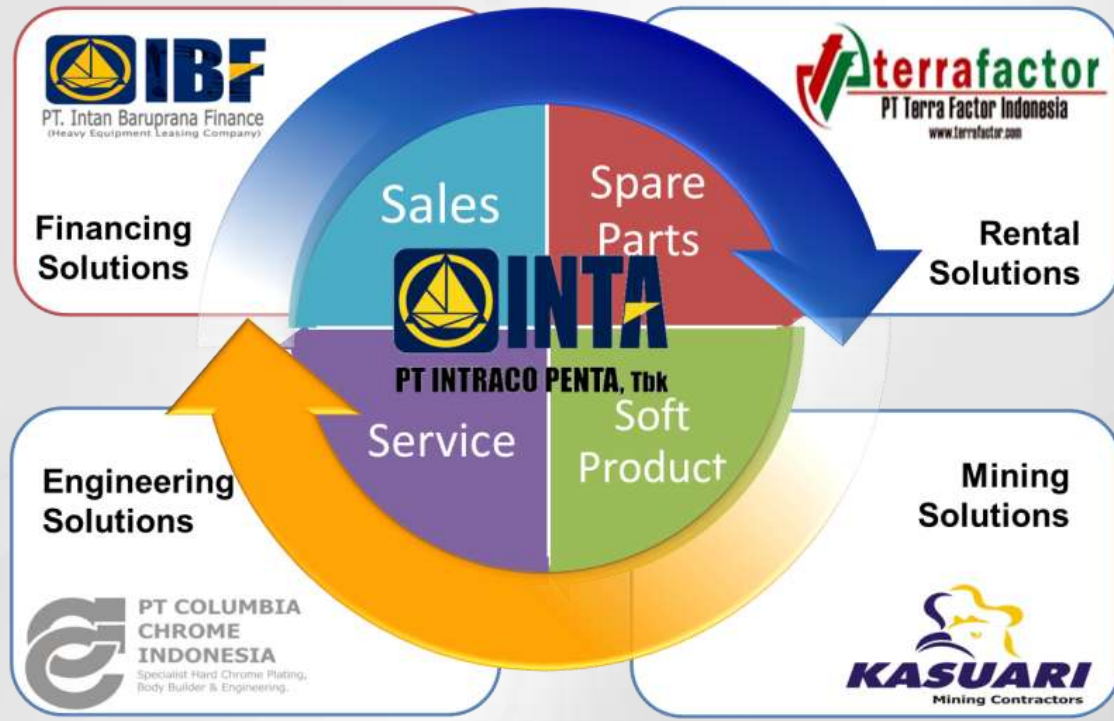 IBF
PT. Intan Baruprana Finance
(Heavy Equipment Leasing Company)
Financing
Solutions
terrafactor
PT Terra Factor Indonesia
www.terrafactor.com
Rental
Solutions
Sales
Spare
Parts
INTA
PT INTRACO PENTA, Tbk
Service
Soft
Product
Engineering
Solutions
PT COLUMBIA
CHROME
INDONESIA
Specialist Hard Chrome Plating,
Body Builder & Engineering.
Mining
Solutions
KASUARI
Mining Contractors